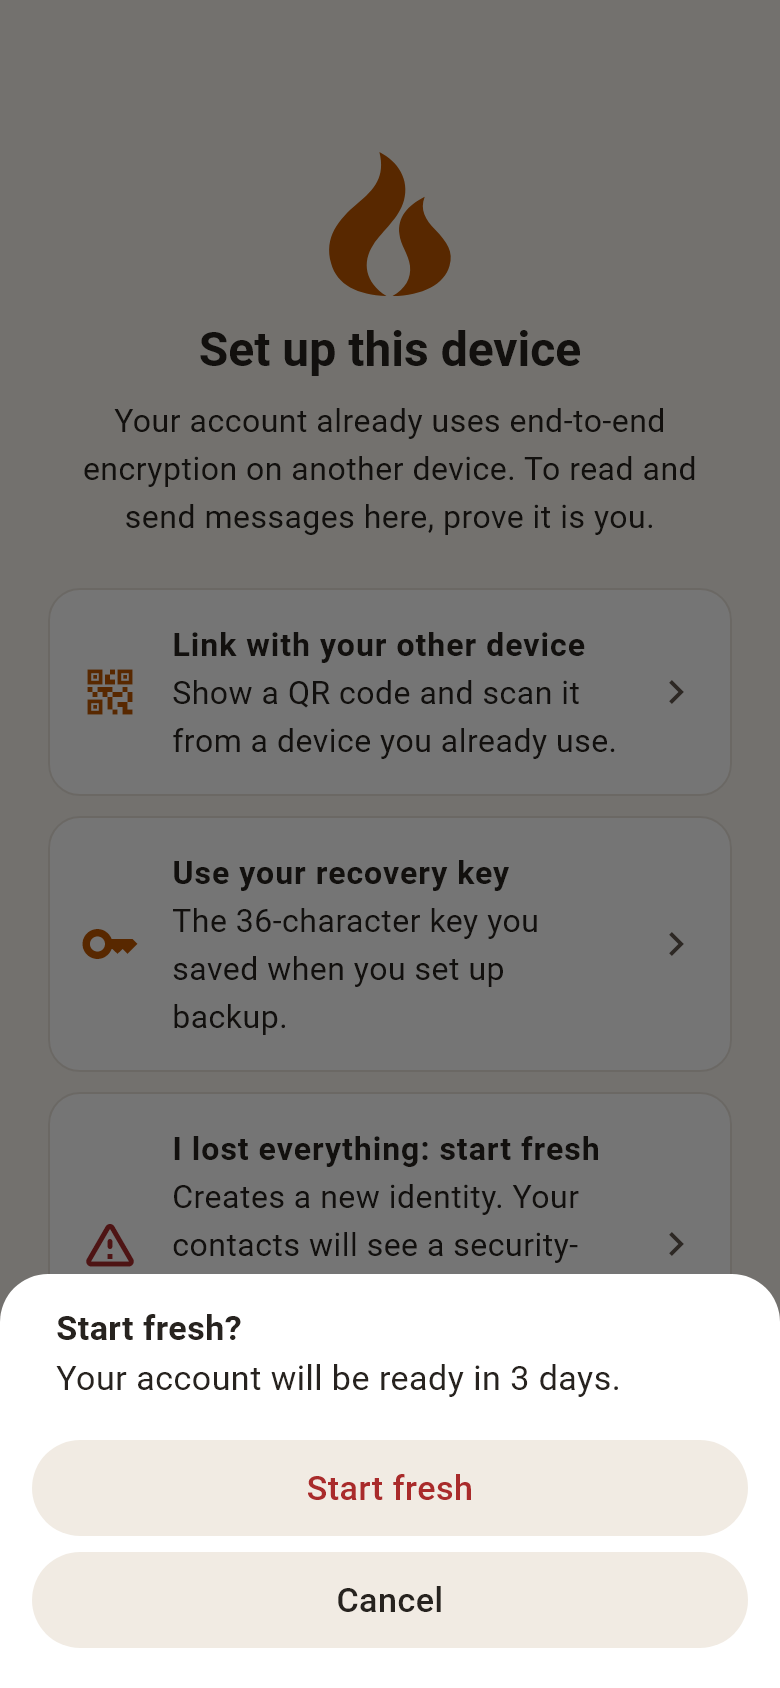 Set up this device
Your account already uses end-to-end
encryption on another device. To read and
send messages here, prove it is you.
Link with your other device
Show a QR code and scan it
from a device you already use.
Use your recovery key
The 36-character key you
saved when you set up
backup.
I lost everything: start fresh
Creates a new identity. Your
contacts will see a security-
Start fresh?
Your account will be ready in 3 days.
Start fresh
Cancel